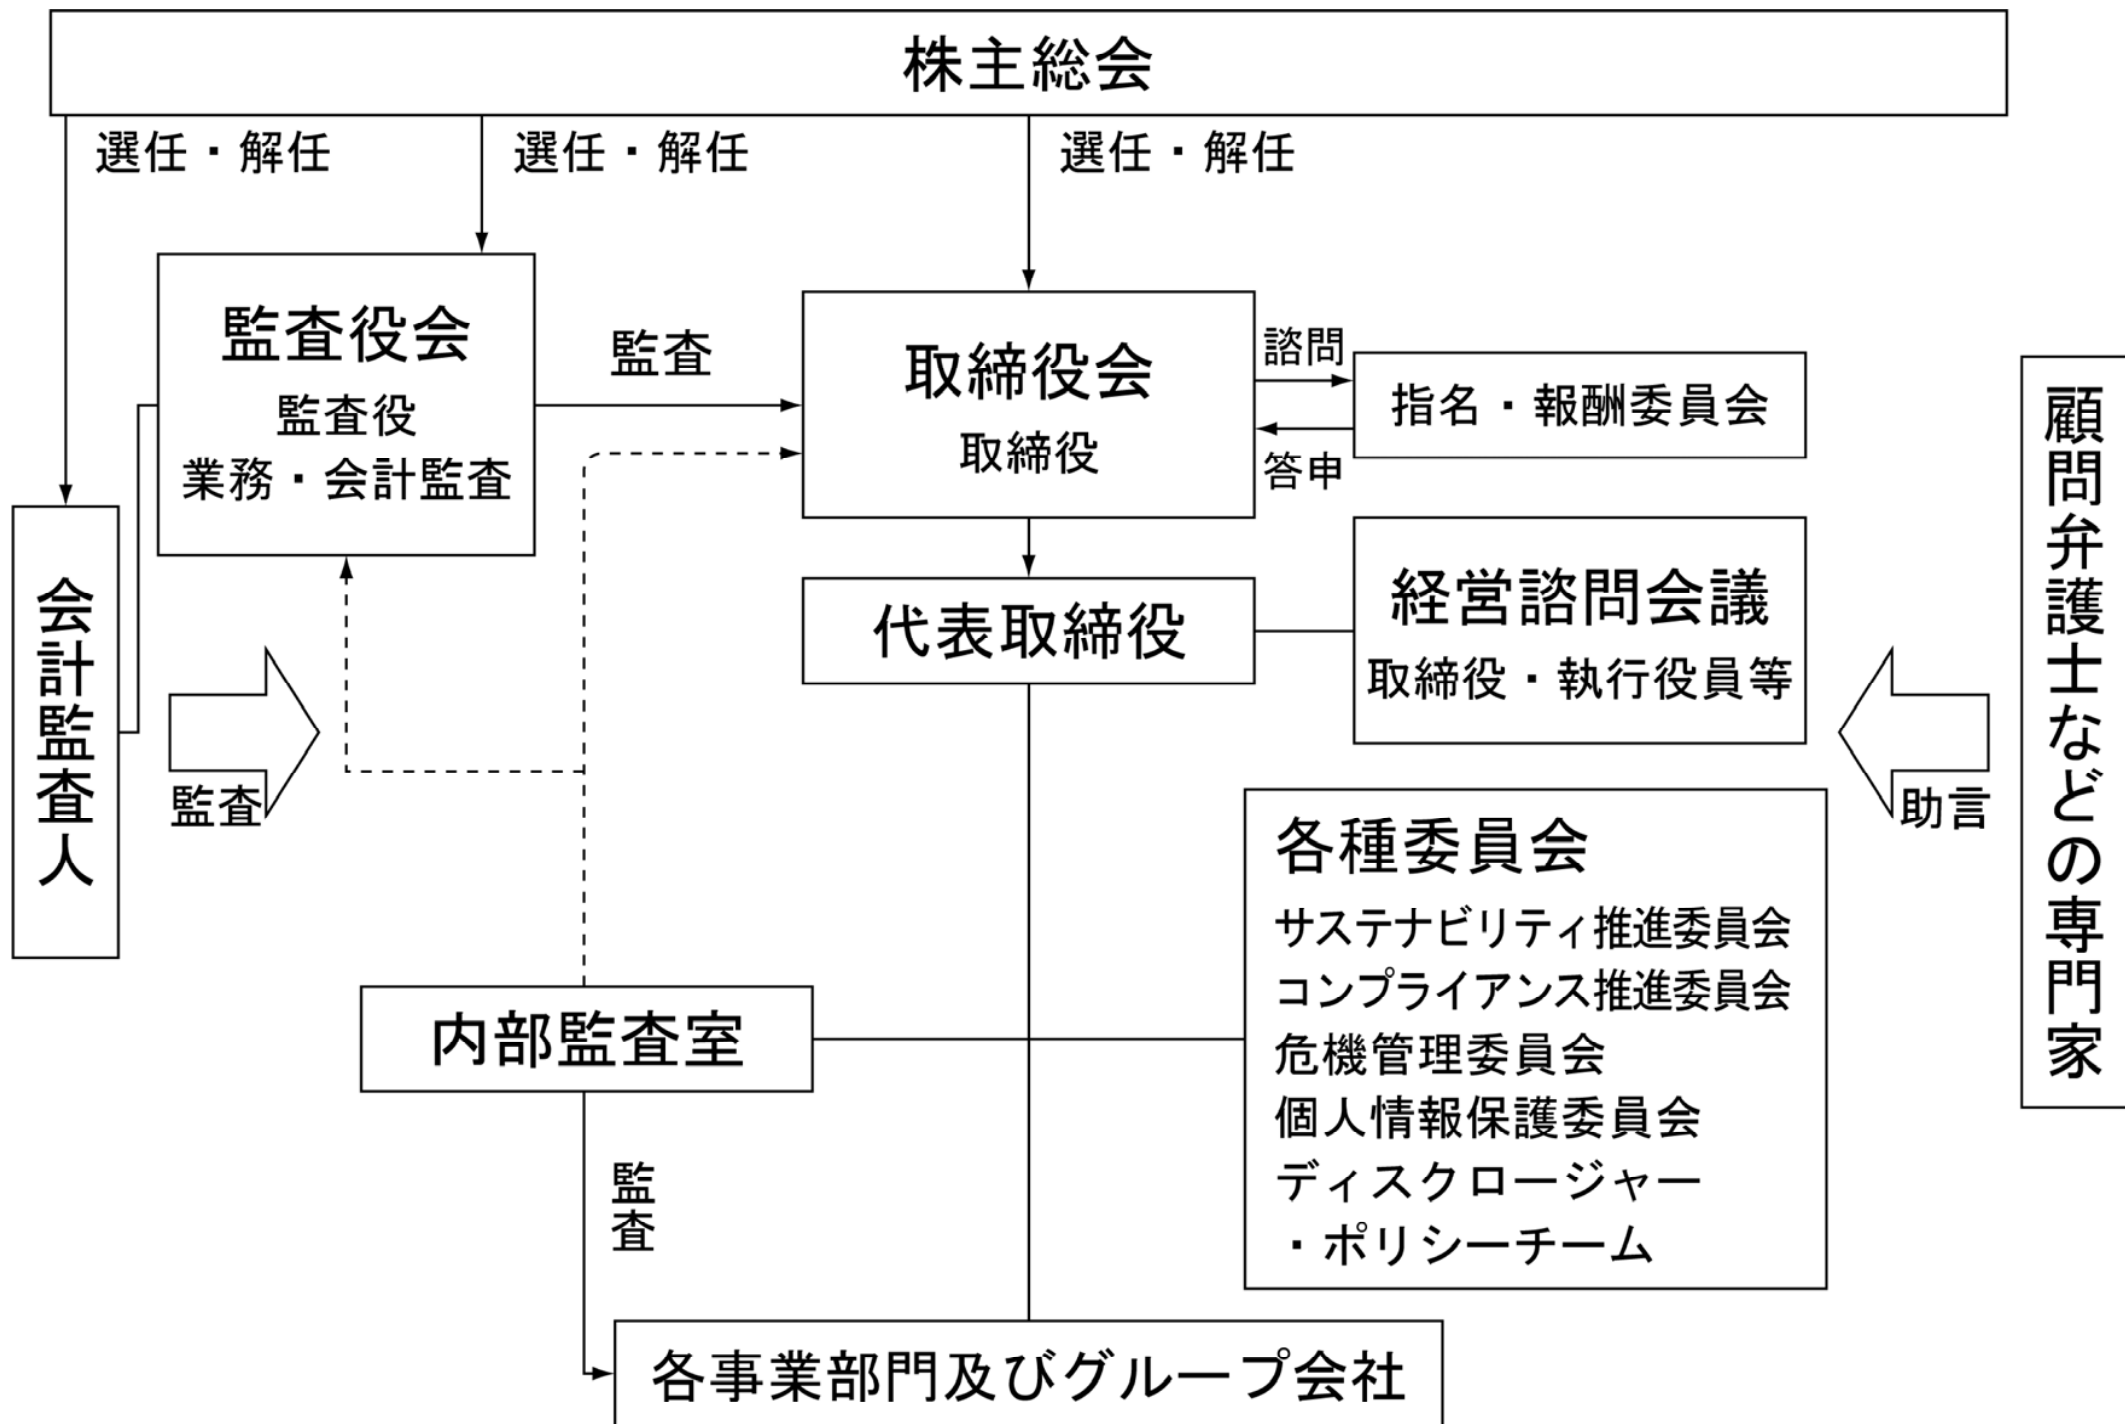 株主総会
選任・解任
選任・解任
選任・解任
監査役会
監査役
業務・会計監査
監査
取締役会
取締役
諮問
答申
指名・報酬委員会
顧問弁護士などの専門家
会計監査人
監査
代表取締役
経営諮問会議
取締役・執行役員等
助言
各種委員会
サステナビリティ推進委員会
コンプライアンス推進委員会
危機管理委員会
個人情報保護委員会
ディスクロージャー
・ポリシーチーム
内部監査室
監査
各事業部門及びグループ会社